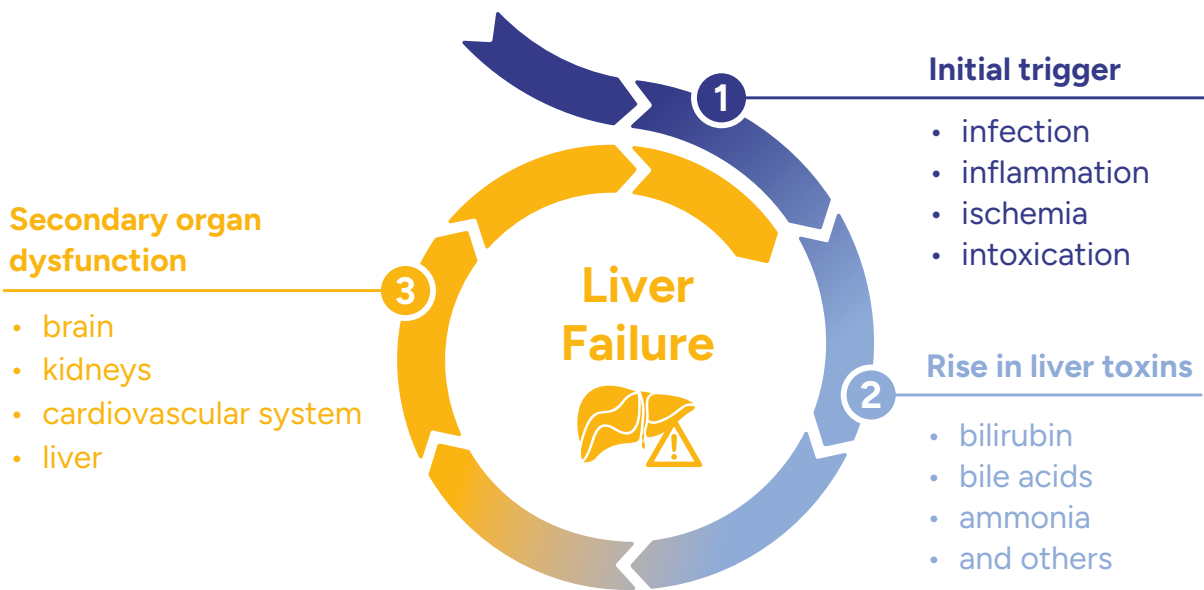 1
Initial trigger
• infection
• inflammation
• ischemia
• intoxication
2
Rise in liver toxins
• bilirubin
• bile acids
• ammonia
• and others
3
Secondary organ
dysfunction
• brain
• kidneys
• cardiovascular system
• liver
Liver
Failure
!